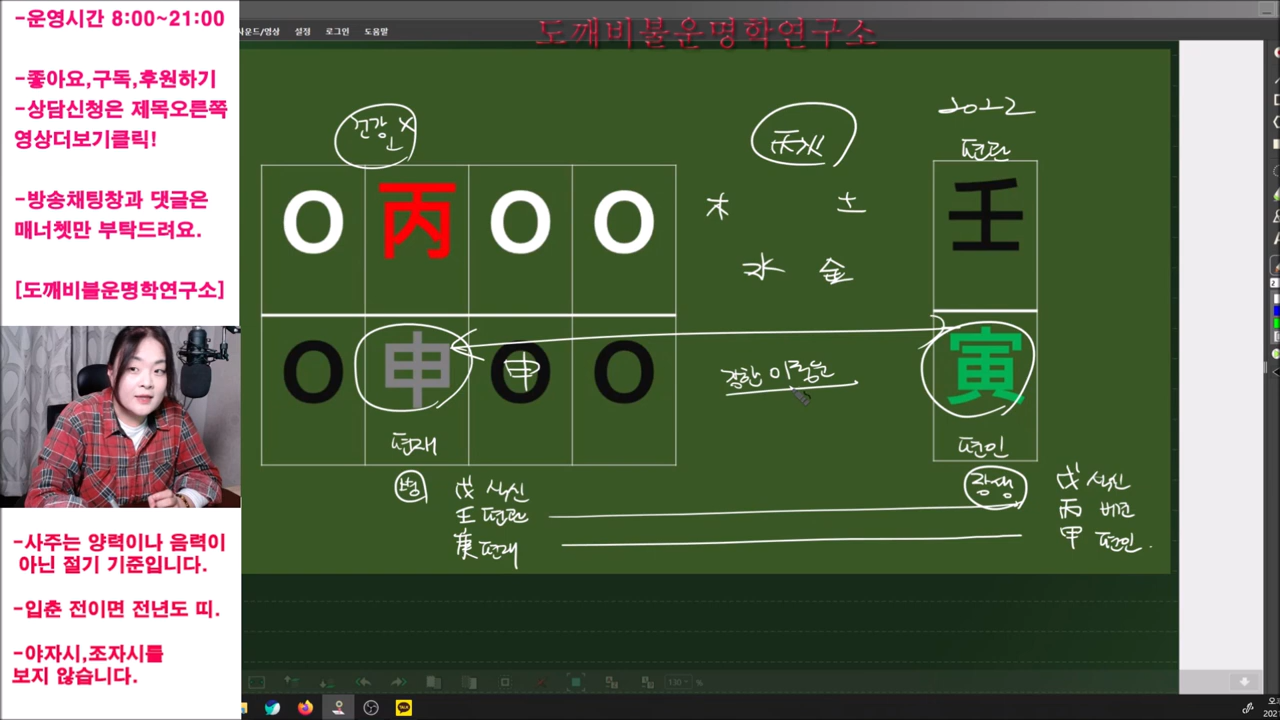 -운영시간 8:00~21:00
-좋아요,구독,후원하기
-상담신청은 제목오른쪽
영상더보기클릭!
-방송채팅창과 댓글은
매너쳇만 부탁드려요.
[도깨비불운명학연구소]
-사주는 양력이나 음력이
아닌 절기 기준입니다.
-입춘 전이면 전년도 띠.
-야자시,조자시를
보지 않습니다.
설정 로그인 도움말
도깨비불운명학연구소
건강 X
2022
편관
O 丙 O O
木 土
壬
水 金
O 申 O O
申
강한 이동운
寅
편재
편인
병
戊 식신
壬 편관
庚 편재
장생
戊 식신
丙 비견
甲 편인.
130 %